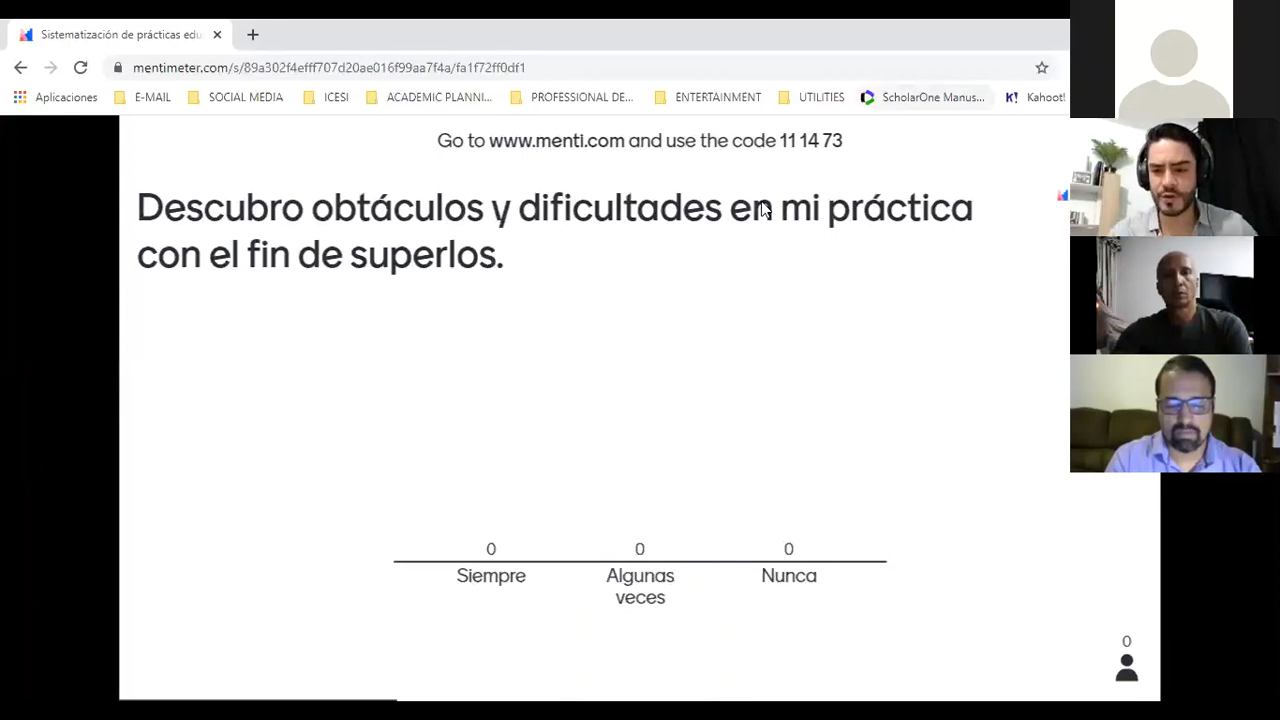 Sistematización de prácticas edu
mentimeter.com/s/89a302f4efff707d20ae016f99aa7f4a/fa1f72ff0df1
Aplicaciones E-MAIL SOCIAL MEDIA ICESI ACADEMIC PLANNI... PROFESSIONAL DE... ENTERTAINMENT UTILITIES ScholarOne Manus... Kahoot!
Go to www.menti.com and use the code 11 14 73
Descubro obtáculos y dificultades en mi práctica
con el fin de superlos.
0 0 0
Siempre Algunas veces Nunca
0